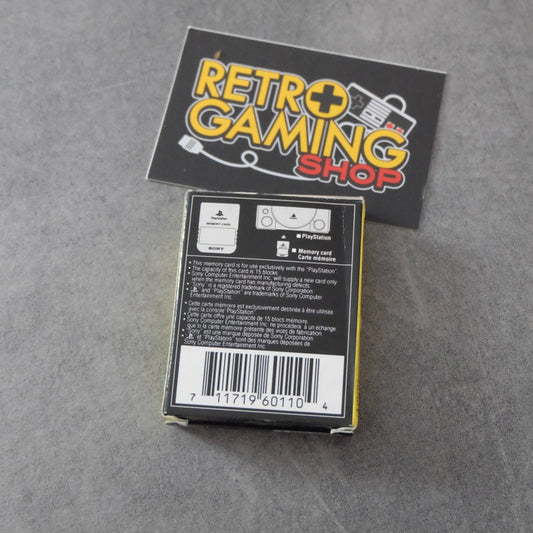 RETRO
GAMING
SHOP
PlayStation
MEMORY CARD
SONY
PlayStation
Memory card
Carte mémoire
• This memory card is for use exclusively with the "PlayStation".
• The capacity of this card is 15 blocks.
• Sony Computer Entertainment Inc. will supply a new card only
when the memory card has manufacturing defects.
• "Sony" is a registered trademark of Sony Corporation.
• " " and "PlayStation" are trademarks of Sony Computer
Entertainment Inc.
• Cette carte mémoire est exclusivement destinée à être utilisée
avec la console "PlayStation".
• Cette carte offre une capacité de 15 blocs mémoire.
• Sony Computer Entertainment Inc. ne procédera à un échange
que si la carte mémoire présente des vices de fabrication.
• "Sony" est une marque déposée de Sony Corporation.
• " " et "PlayStation" sont des marques déposées de
Sony Computer Entertainment Inc.
7 11719 60110 4